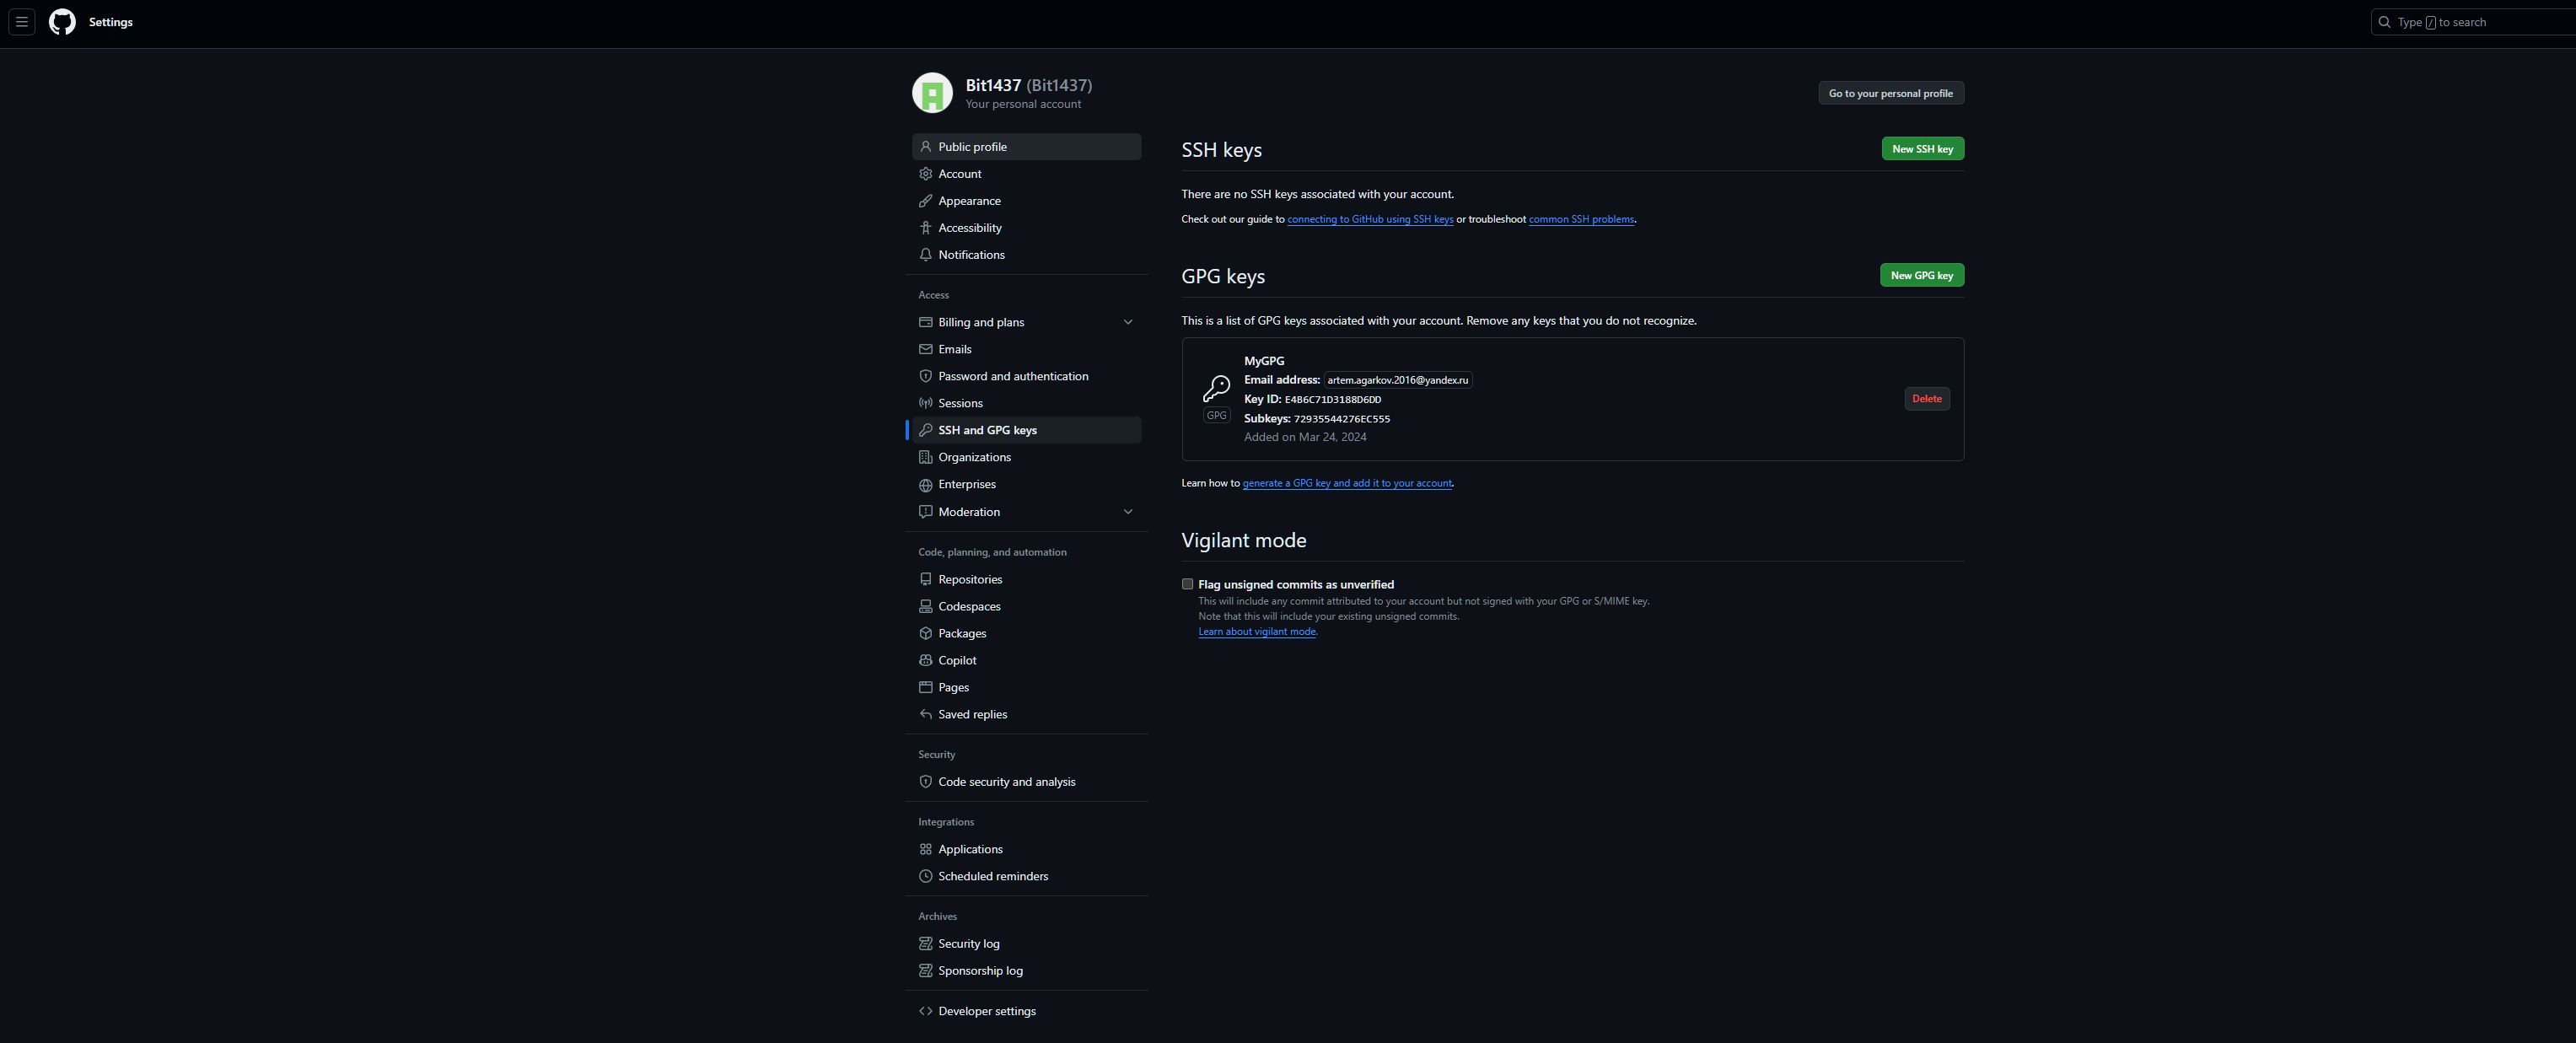 Settings
Type / to search
Bit1437 (Bit1437)
Your personal account
Go to your personal profile
Public profile
Account
Appearance
Accessibility
Notifications
Access
Billing and plans
Emails
Password and authentication
Sessions
SSH and GPG keys
Organizations
Enterprises
Moderation
Code, planning, and automation
Repositories
Codespaces
Packages
Copilot
Pages
Saved replies
Security
Code security and analysis
Integrations
Applications
Scheduled reminders
Archives
Security log
Sponsorship log
Developer settings
SSH keys
New SSH key
There are no SSH keys associated with your account.
Check out our guide to connecting to GitHub using SSH keys or troubleshoot common SSH problems.
GPG keys
New GPG key
This is a list of GPG keys associated with your account. Remove any keys that you do not recognize.
GPG
MyGPG
Email address: artem.agarkov.2016@yandex.ru
Key ID: E4B6C71D3188D6DD
Subkeys: 72935544276EC555
Added on Mar 24, 2024
Delete
Learn how to generate a GPG key and add it to your account.
Vigilant mode
Flag unsigned commits as unverified
This will include any commit attributed to your account but not signed with your GPG or S/MIME key.
Note that this will include your existing unsigned commits.
Learn about vigilant mode.